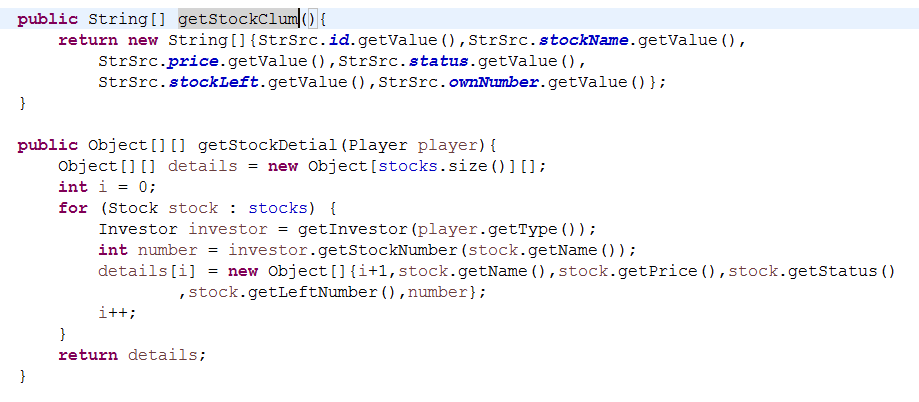 public String[] getStockClum(){
    return new String[]{StrSrc.id.getValue(),StrSrc.stockName.getValue(),
        StrSrc.price.getValue(),StrSrc.status.getValue(),
        StrSrc.stockLeft.getValue(),StrSrc.ownNumber.getValue()};
}

public Object[][] getStockDetial(Player player){
    Object[][] details = new Object[stocks.size()][];
    int i = 0;
    for (Stock stock : stocks) {
        Investor investor = getInvestor(player.getType());
        int number = investor.getStockNumber(stock.getName());
        details[i] = new Object[]{i+1,stock.getName(),stock.getPrice(),stock.getStatus()
                ,stock.getLeftNumber(),number};
        i++;
    }
    return details;
}